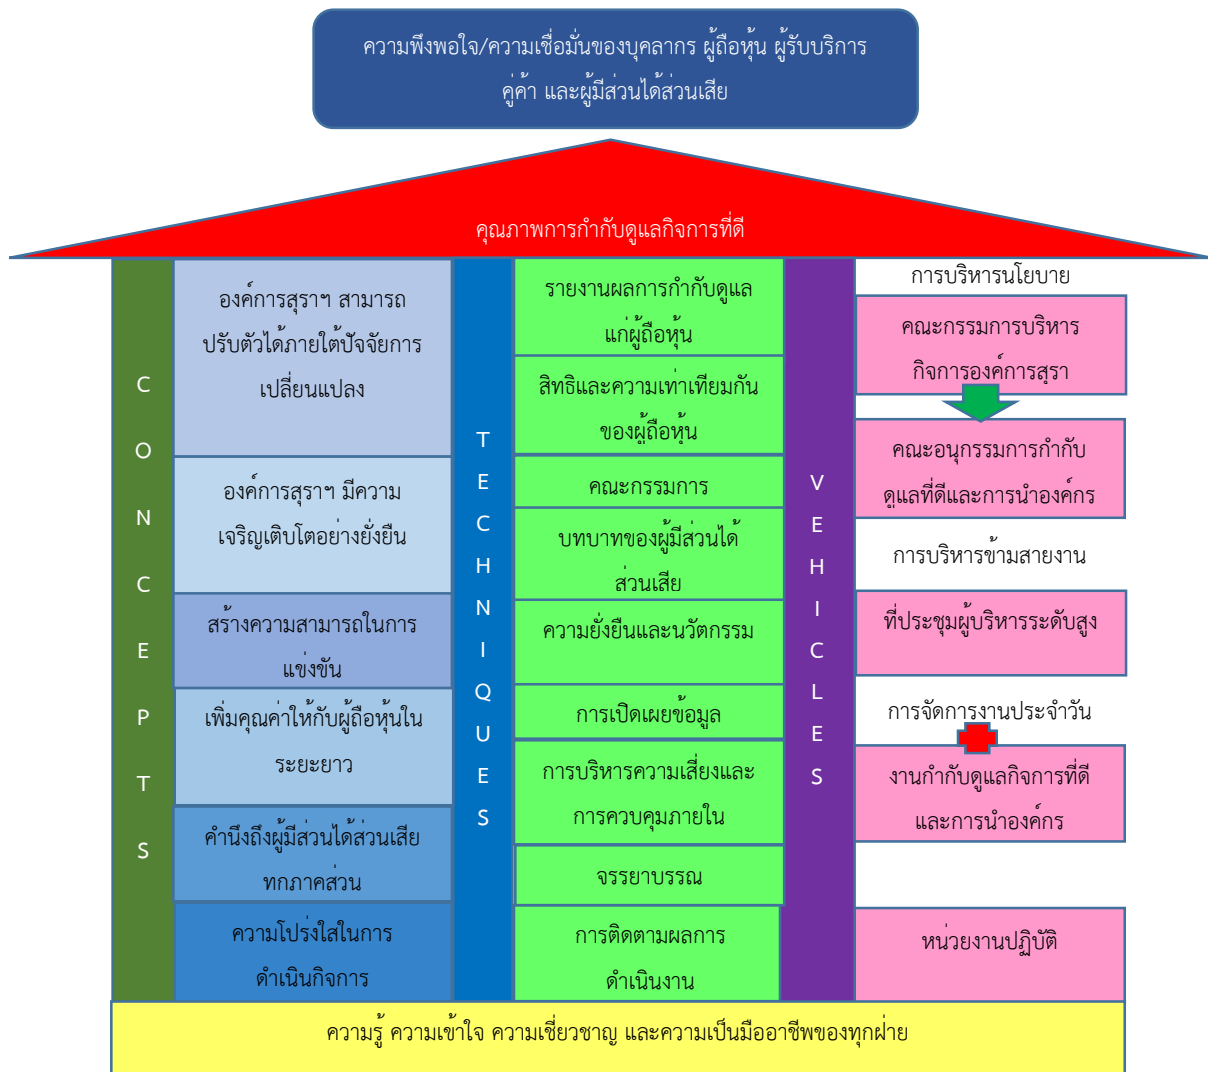 ความพึงพอใจ/ความเชื่อมั่นของบุคลากร ผู้ถือหุ้น ผู้รับบริการ
คู่ค้า และผู้มีส่วนได้ส่วนเสีย
คุณภาพการกำกับดูแลกิจการที่ดี
CONCEPTS
องค์การสุราฯ สามารถ
ปรับตัวได้ภายใต้ปัจจัยการ
เปลี่ยนแปลง
องค์การสุราฯ มีความ
เจริญเติบโตอย่างยั่งยืน
สร้างความสามารถในการ
แข่งขัน
เพิ่มคุณค่าให้กับผู้ถือหุ้นใน
ระยะยาว
คำนึงถึงผู้มีส่วนได้ส่วนเสีย
ทุกภาคส่วน
ความโปร่งใสในการ
ดำเนินกิจการ
TECHNIQUES
รายงานผลการกำกับดูแล
แก่ผู้ถือหุ้น
สิทธิและความเท่าเทียมกัน
ของผู้ถือหุ้น
คณะกรรมการ
บทบาทของผู้มีส่วนได้
ส่วนเสีย
ความยั่งยืนและนวัตกรรม
การเปิดเผยข้อมูล
การบริหารความเสี่ยงและ
การควบคุมภายใน
จรรยาบรรณ
การติดตามผลการ
ดำเนินงาน
VEHICLES
การบริหารนโยบาย
คณะกรรมการบริหาร
กิจการองค์การสุรา
คณะอนุกรรมการกำกับ
ดูแลที่ดีและการนำองค์กร
การบริหารข้ามสายงาน
ที่ประชุมผู้บริหารระดับสูง
การจัดการงานประจำวัน
งานกำกับดูแลกิจการที่ดี
และการนำองค์กร
หน่วยงานปฏิบัติ
ความรู้ ความเข้าใจ ความเชี่ยวชาญ และความเป็นมืออาชีพของทุกฝ่าย